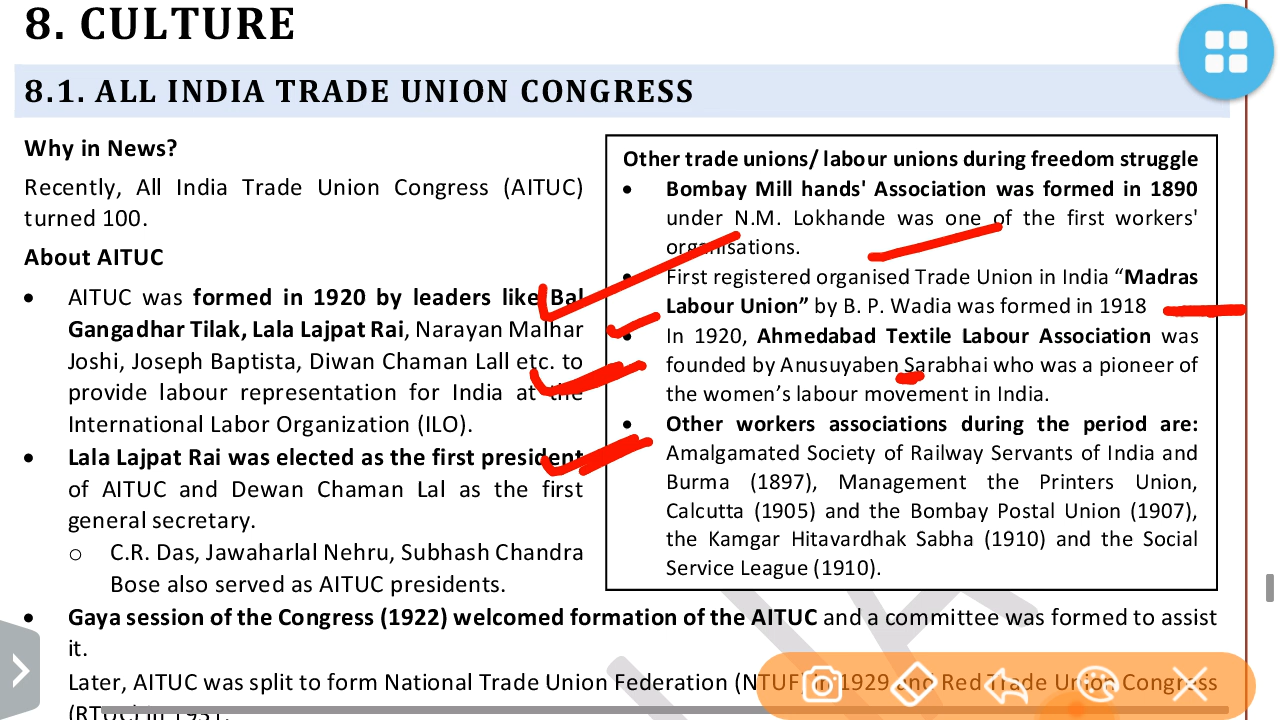 8. CULTURE
8.1. ALL INDIA TRADE UNION CONGRESS
Why in News?
Recently, All India Trade Union Congress (AITUC)
turned 100.
About AITUC
• AITUC was formed in 1920 by leaders like Bal
Gangadhar Tilak, Lala Lajpat Rai, Narayan Malhar
Joshi, Joseph Baptista, Diwan Chaman Lall etc. to
provide labour representation for India at the
International Labor Organization (ILO).
• Lala Lajpat Rai was elected as the first president
of AITUC and Dewan Chaman Lal as the first
general secretary.
o C.R. Das, Jawaharlal Nehru, Subhash Chandra
Bose also served as AITUC presidents.
Other trade unions/ labour unions during freedom struggle
• Bombay Mill hands' Association was formed in 1890
under N.M. Lokhande was one of the first workers'
organisations.
• First registered organised Trade Union in India “Madras
Labour Union” by B. P. Wadia was formed in 1918
• In 1920, Ahmedabad Textile Labour Association was
founded by Anusuyaben Sarabhai who was a pioneer of
the women’s labour movement in India.
• Other workers associations during the period are:
Amalgamated Society of Railway Servants of India and
Burma (1897), Management the Printers Union,
Calcutta (1905) and the Bombay Postal Union (1907),
the Kamgar Hitavardhak Sabha (1910) and the Social
Service League (1910).
• Gaya session of the Congress (1922) welcomed formation of the AITUC and a committee was formed to assist
it.
Later, AITUC was split to form National Trade Union Federation (NTUF) in 1929 and Red Trade Union Congress
(RTUC) in 1931.